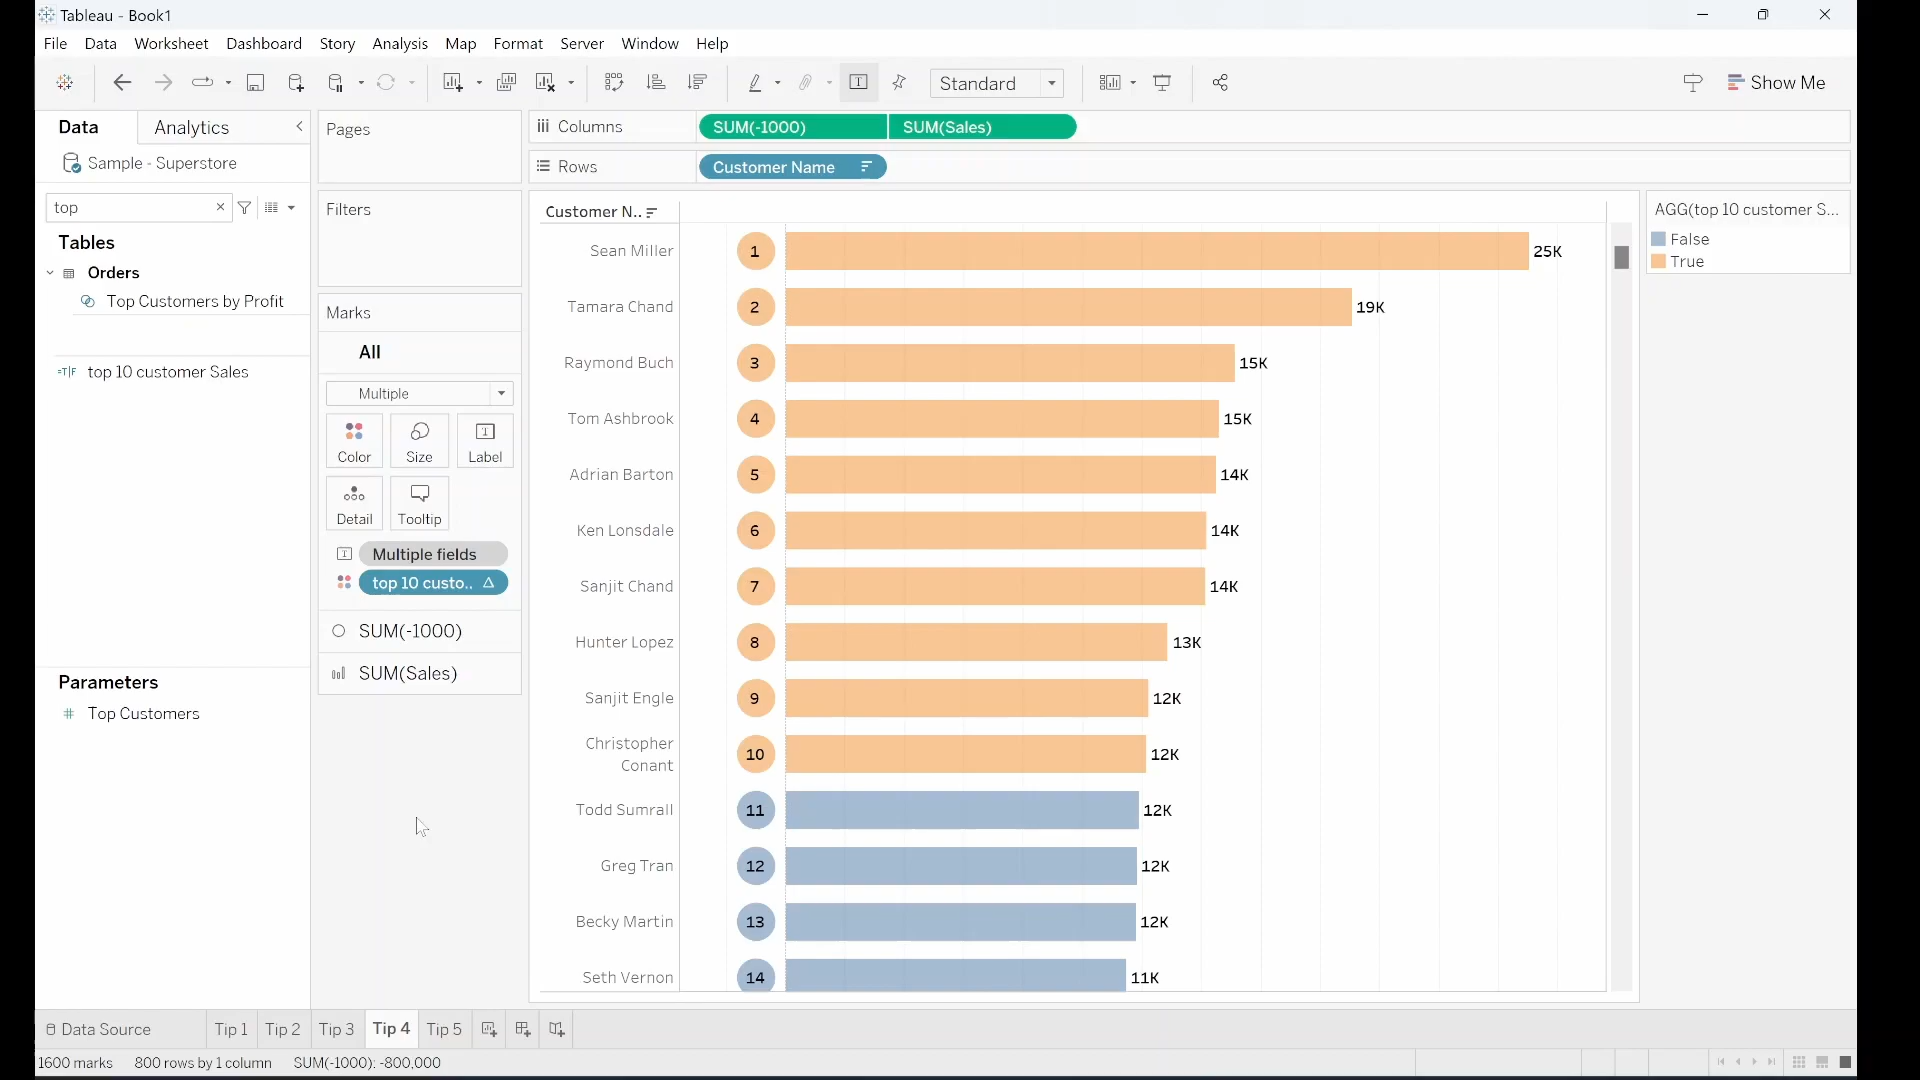 Tableau - Book1
File Data Worksheet Dashboard Story Analysis Map Format Server Window Help
Standard
Show Me
Data Analytics
Pages
Columns SUM(-1000) SUM(Sales)
Sample - Superstore
Rows Customer Name
top
Filters
Customer N..
AGG(top 10 customer S...
False
True
Tables
Orders
Top Customers by Profit
top 10 customer Sales
Parameters
Top Customers
Marks
All
Multiple
Color Size Label
Detail Tooltip
Multiple fields
top 10 custo.. Δ
SUM(-1000)
SUM(Sales)
Sean Miller 1 25K
Tamara Chand 2 19K
Raymond Buch 3 15K
Tom Ashbrook 4 15K
Adrian Barton 5 14K
Ken Lonsdale 6 14K
Sanjit Chand 7 14K
Hunter Lopez 8 13K
Sanjit Engle 9 12K
Christopher
Conant 10 12K
Todd Sumrall 11 12K
Greg Tran 12 12K
Becky Martin 13 12K
Seth Vernon 14 11K
Data Source Tip 1 Tip 2 Tip 3 Tip 4 Tip 5
1600 marks 800 rows by 1 column SUM(-1000): -800,000